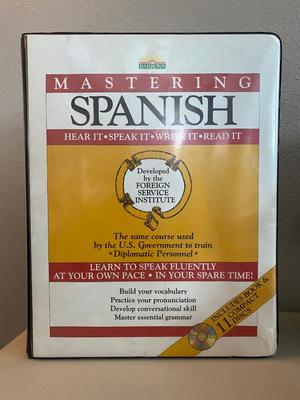 BARRON'S
MASTERING
SPANISH
HEAR IT • SPEAK IT • WRITE IT • READ IT
Developed
by the
FOREIGN
SERVICE
INSTITUTE
The same course used
by the U.S. Government to train
• Diplomatic Personnel •
LEARN TO SPEAK FLUENTLY
AT YOUR OWN PACE • IN YOUR SPARE TIME!
Build your vocabulary
Practice your pronunciation
Develop conversational skill
Master essential grammar
INCLUDES BOOK &
11 COMPACT
DISCS